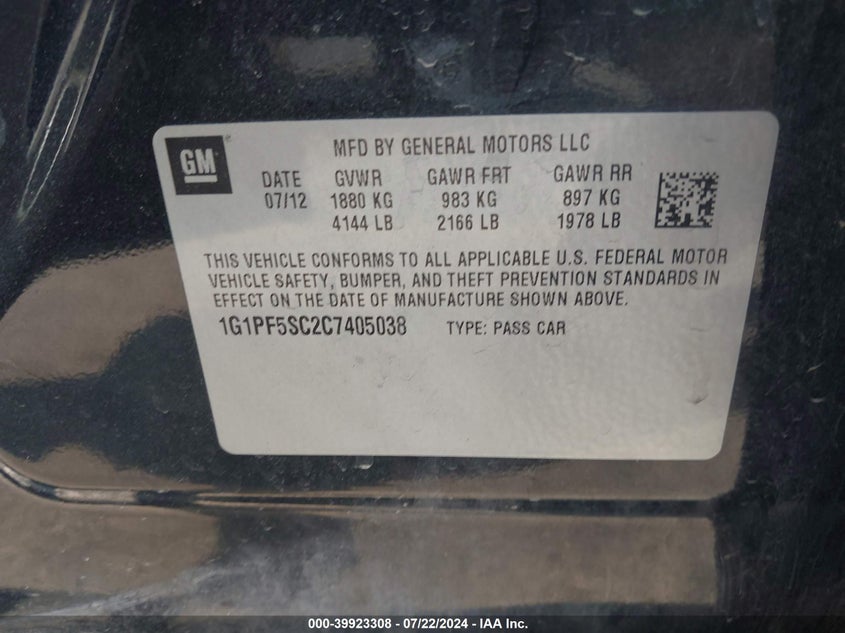 GM
MFD BY GENERAL MOTORS LLC
DATE GVWR GAWR FRT GAWR RR
07/12 1880 KG 983 KG 897 KG
4144 LB 2166 LB 1978 LB
THIS VEHICLE CONFORMS TO ALL APPLICABLE U.S. FEDERAL MOTOR
VEHICLE SAFETY, BUMPER, AND THEFT PREVENTION STANDARDS IN
EFFECT ON THE DATE OF MANUFACTURE SHOWN ABOVE.
1G1PF5SC2C7405038 TYPE: PASS CAR
000-39923308 - 07/22/2024 - IAA Inc.